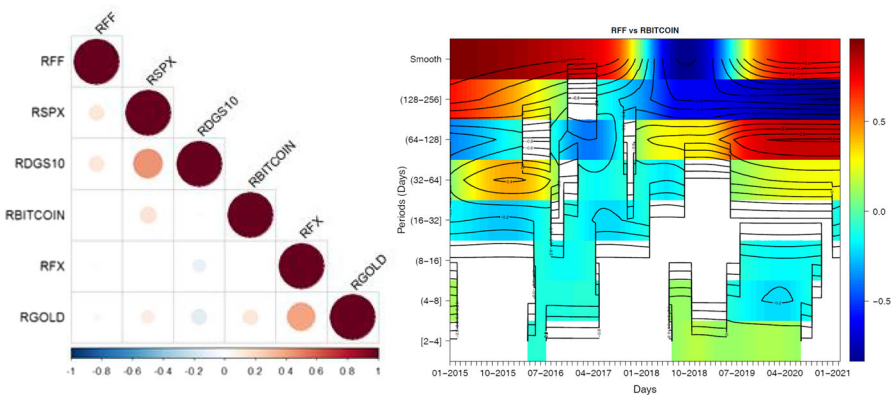 RFF
RSPX
RDGS10
RBITCOIN
RFX
RGOLD
RFF
RSPX
RDGS10
RBITCOIN
RFX
RGOLD
-1 -0.8 -0.6 -0.4 -0.2 0 0.2 0.4 0.6 0.8 1
RFF vs RBITCOIN
Smooth
(128–256]
(64–128]
(32–64]
(16–32]
(8–16]
(4–8]
[2–4]
Periods (Days)
01–2015 10–2015 07–2016 04–2017 01–2018 10–2018 07–2019 04–2020 01–2021
Days
0.5
0.0
-0.5